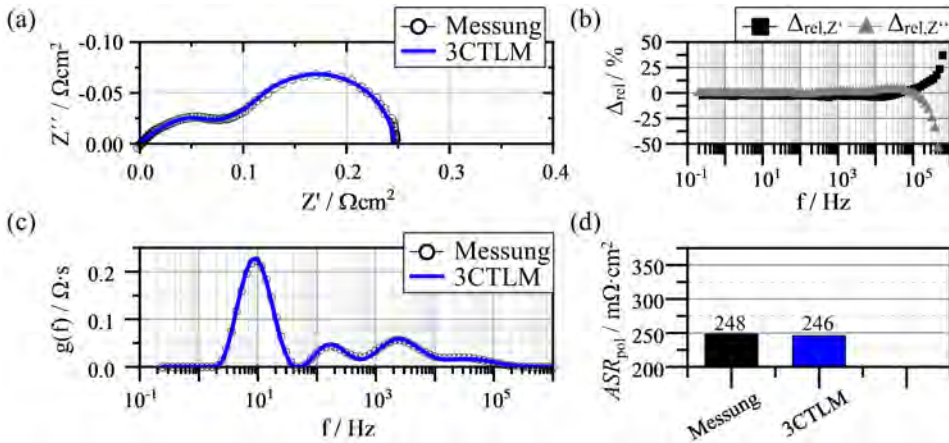 (a)
Messung
3CTLM
-0.10
-0.05
0.00
Z'' / Ωcm²
0.0 0.1 0.2 0.3 0.4
Z' / Ωcm²
(b)
Δrel,Z' Δrel,Z''
50
25
0
-25
-50
Δrel / %
10⁻¹ 10¹ 10³ 10⁵
f / Hz
(c)
Messung
3CTLM
0.2
0.1
0.0
g(f) / Ω·s
10⁻¹ 10¹ 10³ 10⁵
f / Hz
(d)
350
300
250
200
ASRpol / mΩ·cm²
248 246
Messung 3CTLM